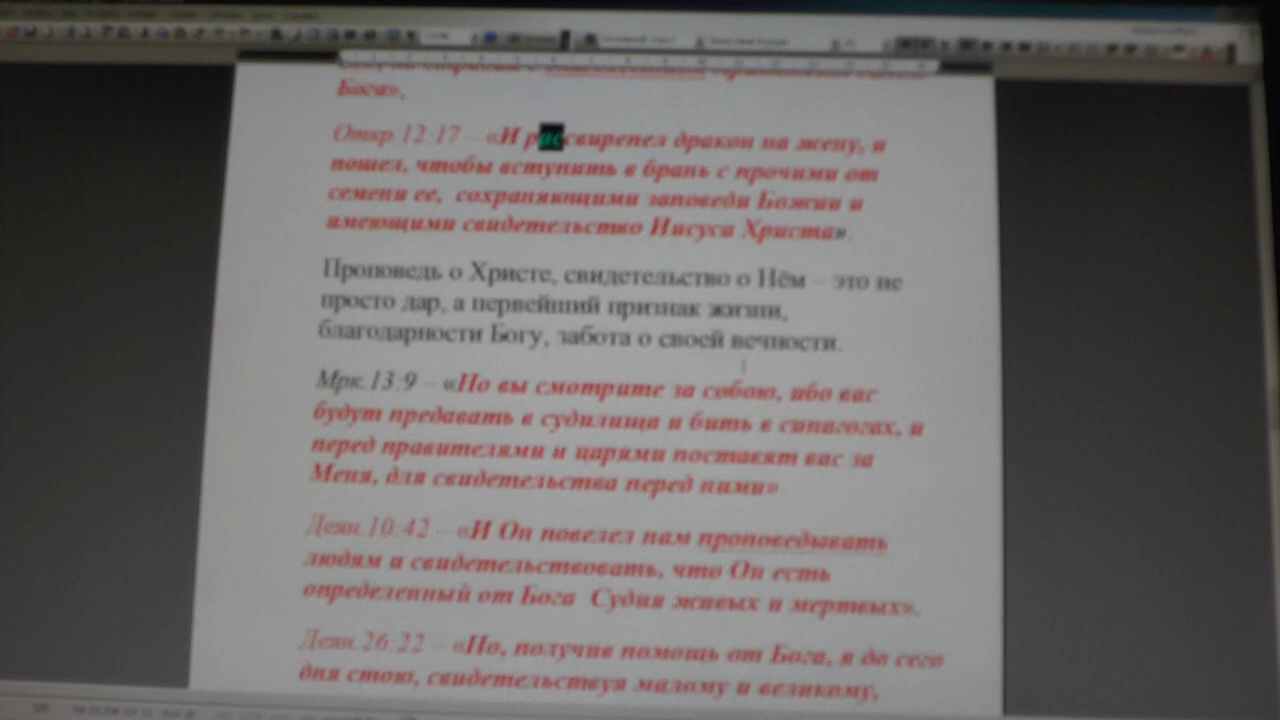 Бога»,
Откр.12:17 – «И рассвирепел дракон на жену, и
пошел, чтобы вступить в брань с прочими от
семени ее, сохраняющими заповеди Божии и
имеющими свидетельство Иисуса Христа».
Проповедь о Христе, свидетельство о Нём – это не
просто дар, а первейший признак жизни,
благодарности Богу, забота о своей вечности.
Мрк.13:9 – «Но вы смотрите за собою, ибо вас
будут предавать в судилища и бить в синагогах, и
перед правителями и царями поставят вас за
Меня, для свидетельства перед ними»
Деян.10:42 – «И Он повелел нам проповедывать
людям и свидетельствовать, что Он есть
определенный от Бога Судия живых и мертвых».
Деян.26:22 – «Но, получив помощь от Бога, я до сего
дня стою, свидетельствуя малому и великому,